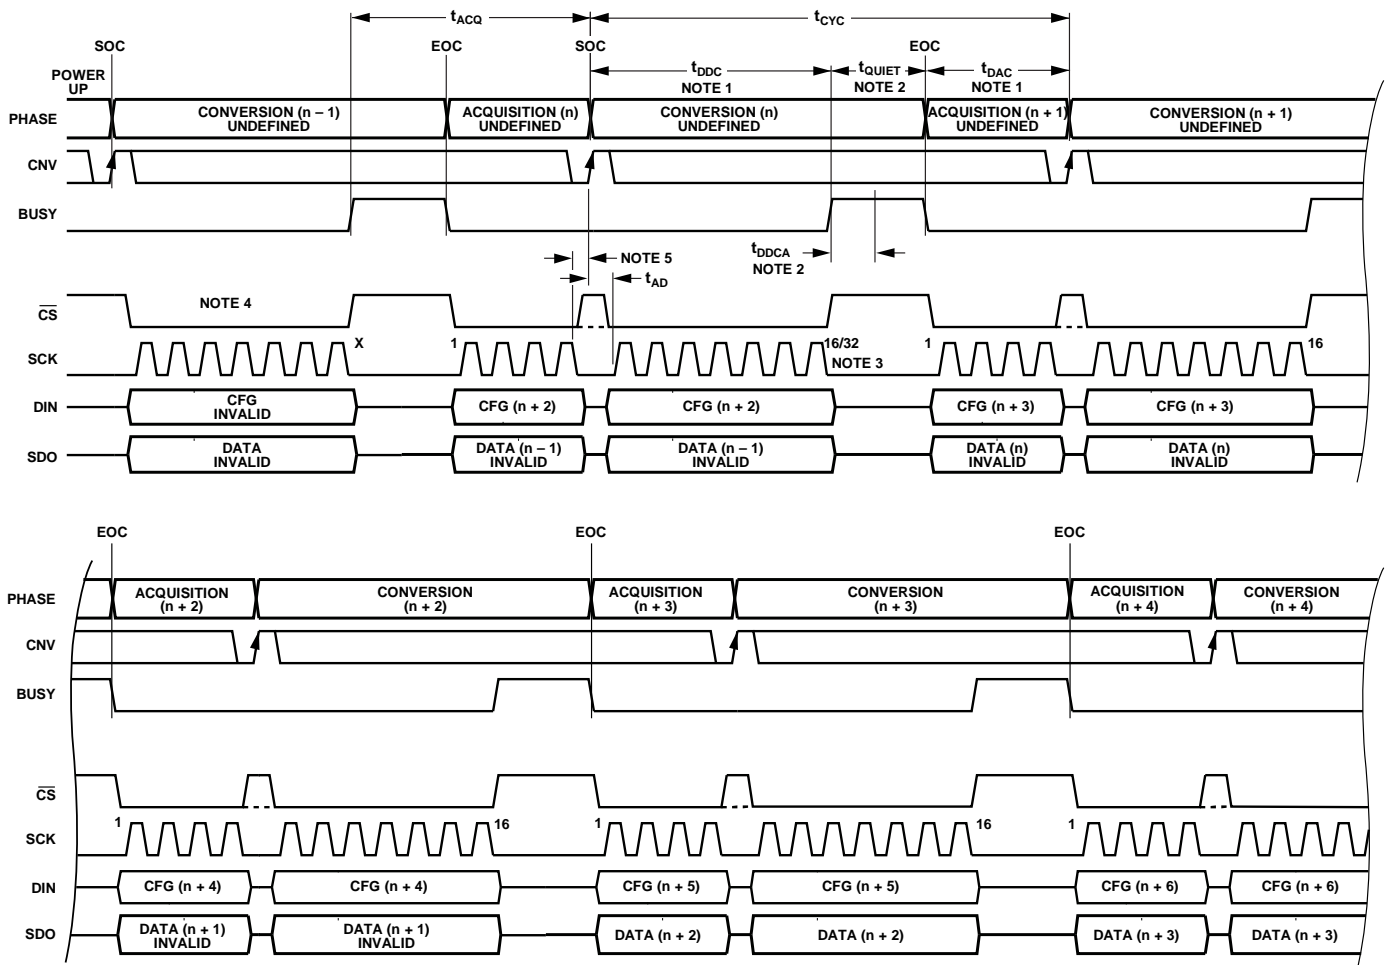 tACQ
tCYC
SOC
EOC
SOC
EOC
POWER
UP
tDDC
NOTE 1
tQUIET
NOTE 2
tDAC
NOTE 1
PHASE
CONVERSION (n – 1)
UNDEFINED
ACQUISITION (n)
UNDEFINED
CONVERSION (n)
UNDEFINED
ACQUISITION (n + 1)
UNDEFINED
CONVERSION (n + 1)
UNDEFINED
CNV
BUSY
NOTE 5
tAD
tDDCA
NOTE 2
CS
NOTE 4
SCK
X
1
16/32
NOTE 3
1
16
DIN
CFG
INVALID
CFG (n + 2)
CFG (n + 2)
CFG (n + 3)
CFG (n + 3)
SDO
DATA
INVALID
DATA (n – 1)
INVALID
DATA (n – 1)
INVALID
DATA (n)
INVALID
DATA (n)
INVALID
EOC
EOC
EOC
PHASE
ACQUISITION
(n + 2)
CONVERSION
(n + 2)
ACQUISITION
(n + 3)
CONVERSION
(n + 3)
ACQUISITION
(n + 4)
CONVERSION
(n + 4)
CNV
BUSY
CS
SCK
1
16
1
16
1
DIN
CFG (n + 4)
CFG (n + 4)
CFG (n + 5)
CFG (n + 5)
CFG (n + 6)
CFG (n + 6)
SDO
DATA (n + 1)
INVALID
DATA (n + 1)
INVALID
DATA (n + 2)
DATA (n + 2)
DATA (n + 3)
DATA (n + 3)